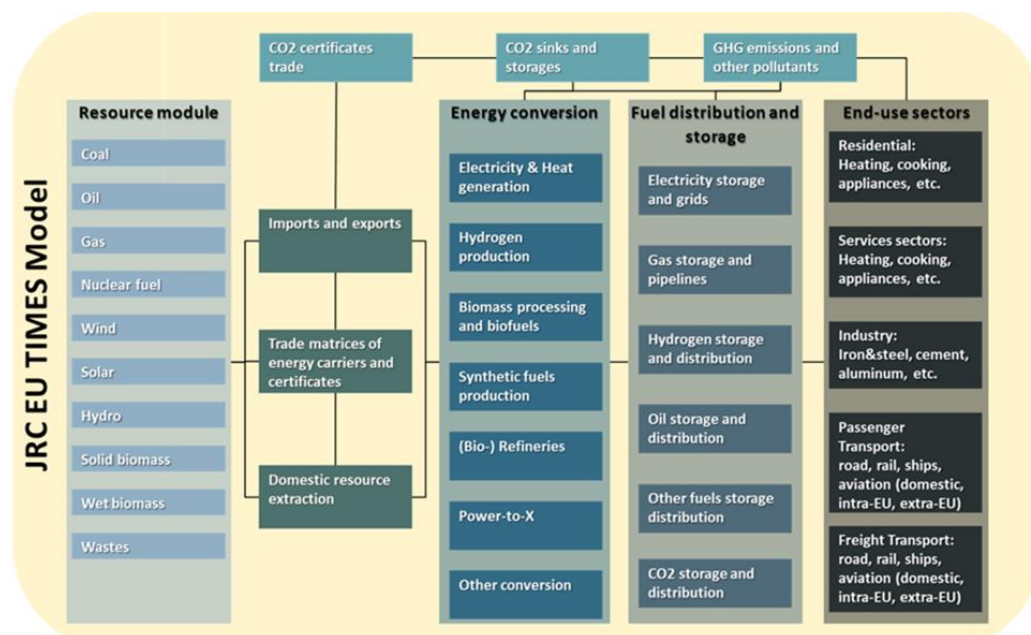 JRC EU TIMES Model
CO2 certificates
trade
CO2 sinks and
storages
GHG emissions and
other pollutants
Resource module
Coal
Oil
Gas
Nuclear fuel
Wind
Solar
Hydro
Solid biomass
Wet biomass
Wastes
Imports and exports
Trade matrices of
energy carriers and
certificates
Domestic resource
extraction
Energy conversion
Electricity & Heat
generation
Hydrogen
production
Biomass processing
and biofuels
Synthetic fuels
production
(Bio-) Refineries
Power-to-X
Other conversion
Fuel distribution and
storage
Electricity storage
and grids
Gas storage and
pipelines
Hydrogen storage
and distribution
Oil storage and
distribution
Other fuels storage
distribution
CO2 storage and
distribution
End-use sectors
Residential:
Heating, cooking,
appliances, etc.
Services sectors:
Heating, cooking,
appliances, etc.
Industry:
Iron&steel, cement,
aluminum, etc.
Passenger
Transport:
road, rail, ships,
aviation (domestic,
intra-EU, extra-EU)
Freight Transport:
road, rail, ships,
aviation (domestic,
intra-EU, extra-EU)